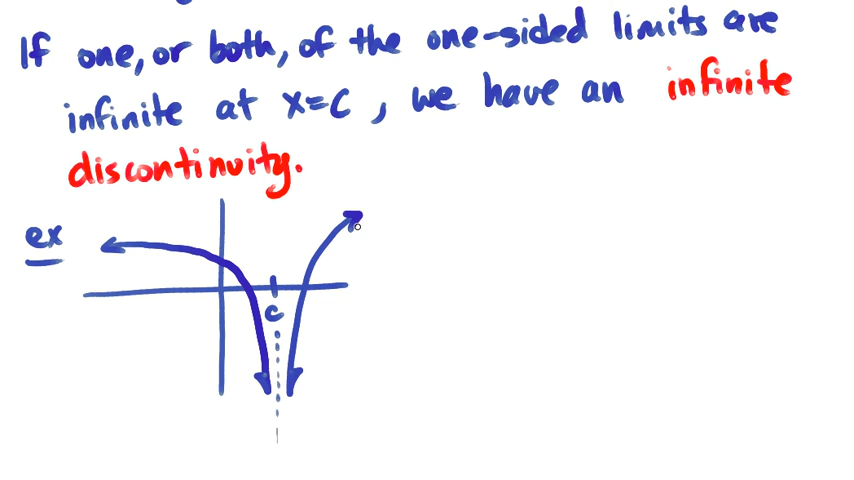 If one, or both, of the one-sided limits are
infinite at x=c, we have an infinite
discontinuity.
ex
c